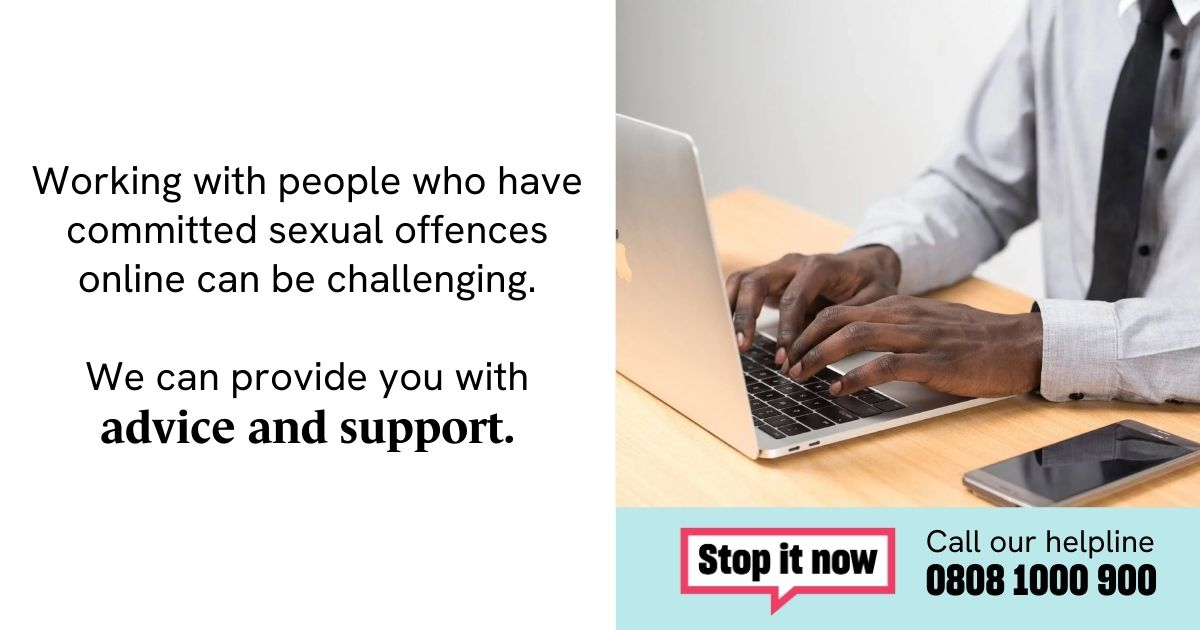 Working with people who have
committed sexual offences
online can be challenging.
We can provide you with
advice and support.
Stop it now
Call our helpline
0808 1000 900